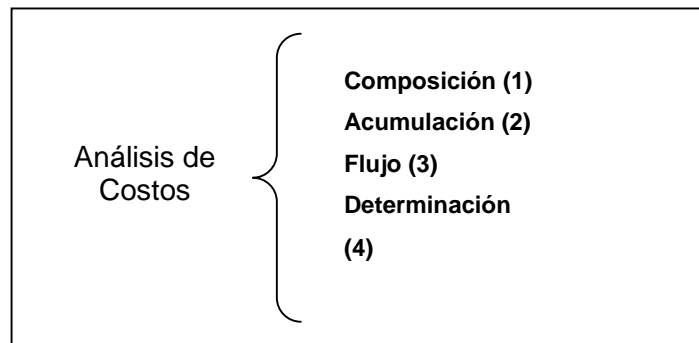 Análisis de
Costos
Composición (1)
Acumulación (2)
Flujo (3)
Determinación
(4)